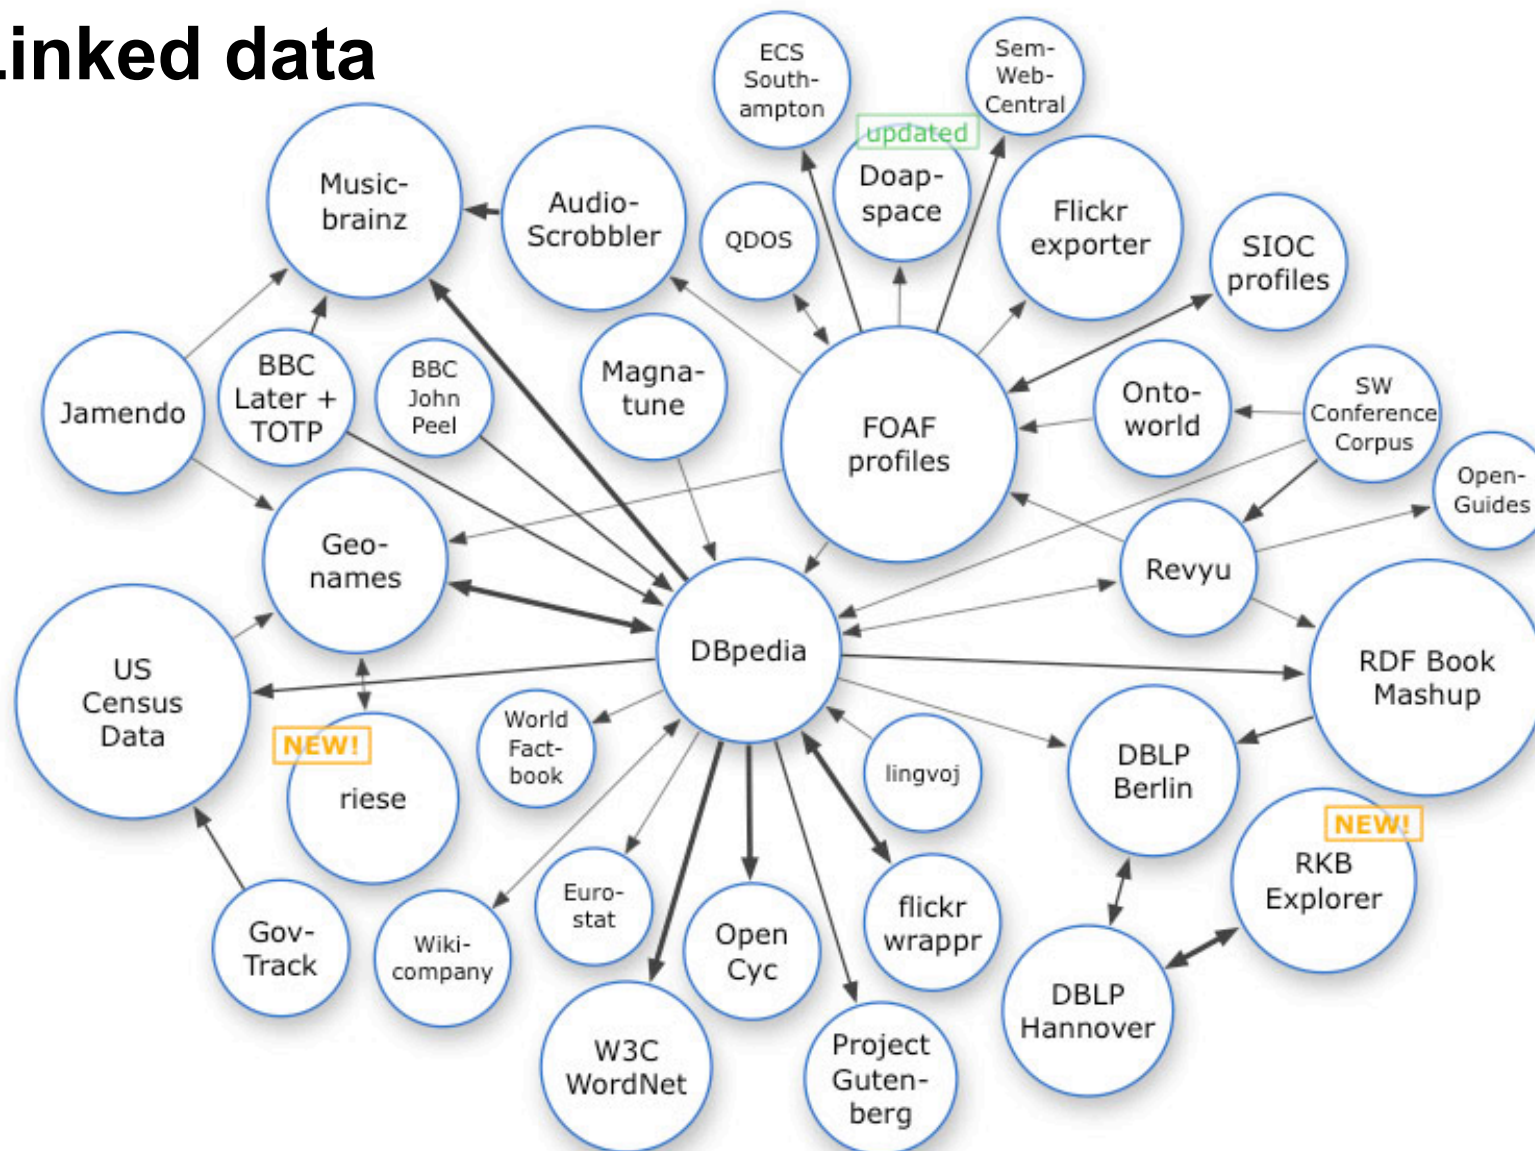 Linked data
ECS
South-
ampton
Sem-
Web-
Central
updated
Doap-
space
Music-
brainz
Audio-
Scrobbler
QDOS
Flickr
exporter
SIOC
profiles
Jamendo
BBC
Later +
TOTP
BBC
John
Peel
Magna-
tune
FOAF
profiles
Onto-
world
SW
Conference
Corpus
Open-
Guides
Geo-
names
Revyu
DBpedia
US
Census
Data
RDF Book
Mashup
NEW!
riese
World
Fact-
book
lingvoj
DBLP
Berlin
NEW!
RKB
Explorer
Gov-
Track
Wiki-
company
Euro-
stat
Open
Cyc
flickr
wrappr
DBLP
Hannover
W3C
WordNet
Project
Guten-
berg